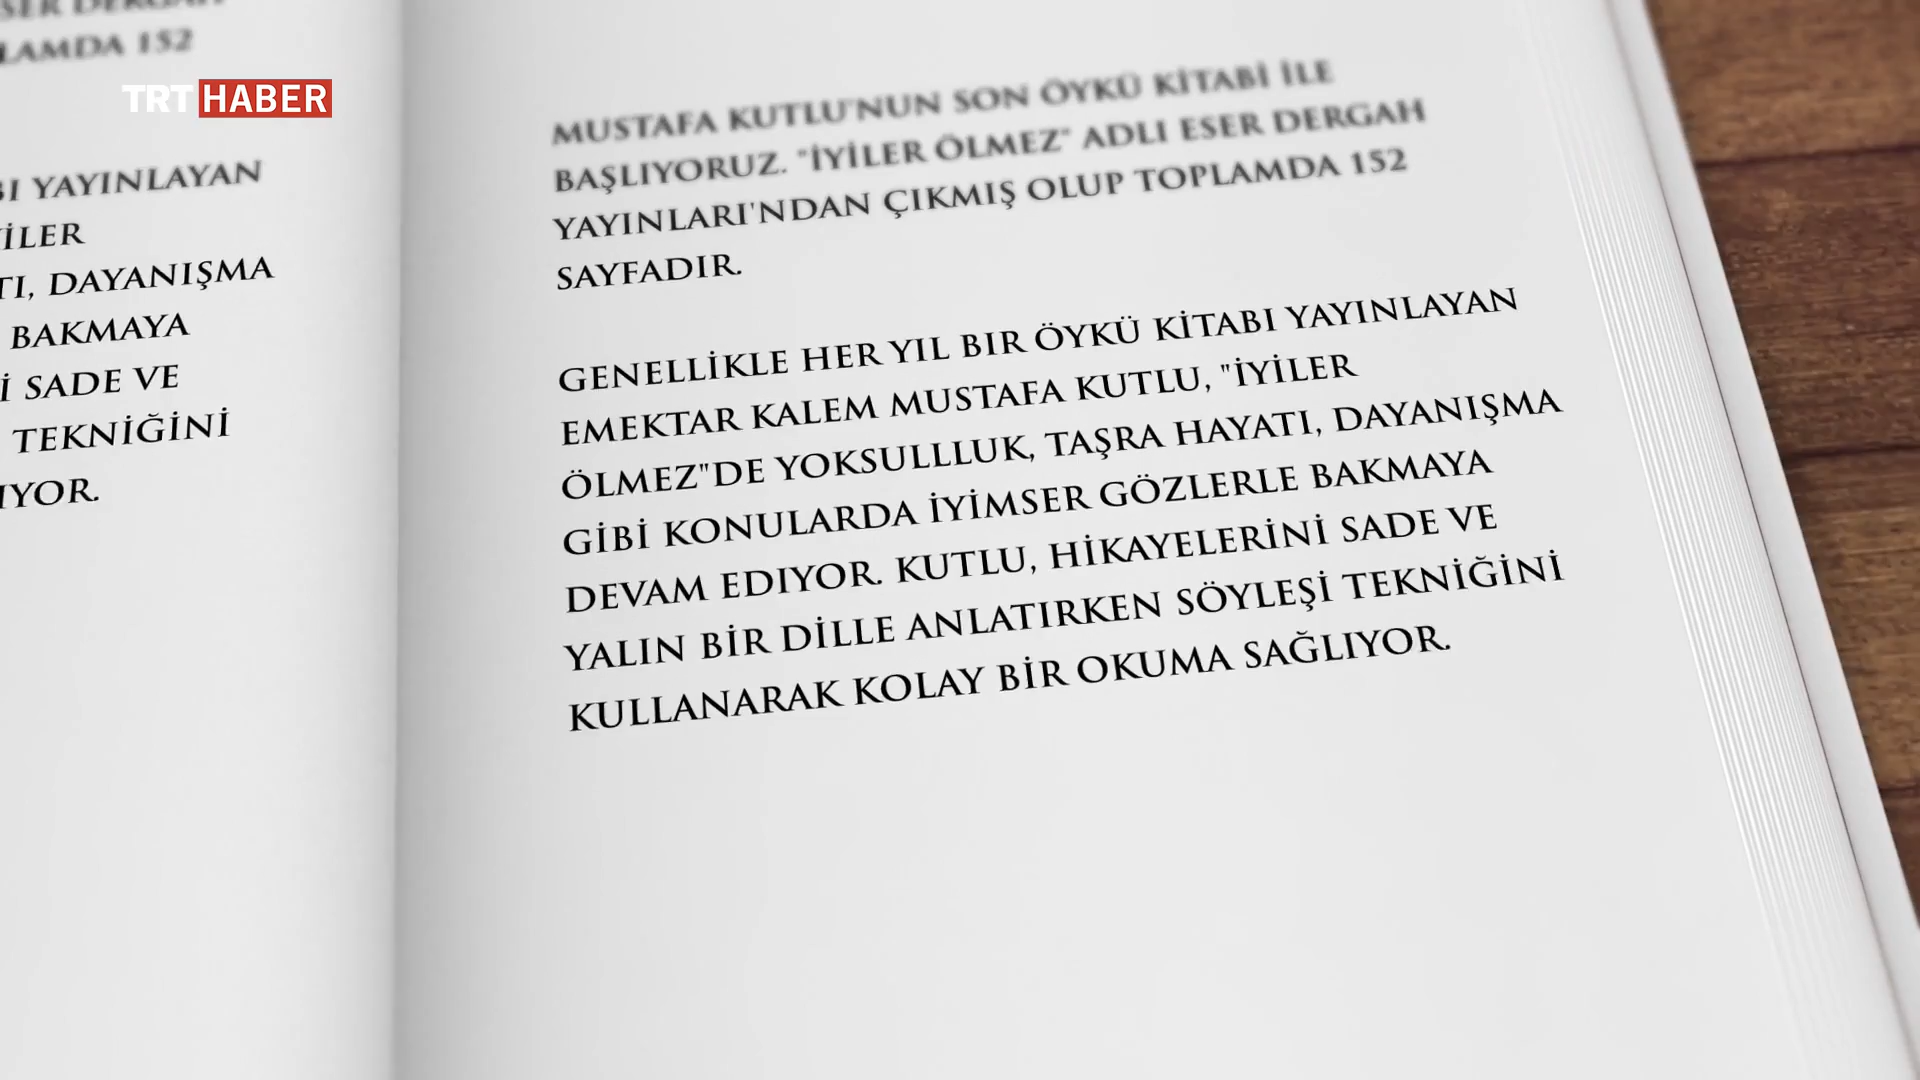 SER DERGAH
LAMDA 152
BI YAYINLAYAN
İLER
TI, DAYANIŞMA
BAKMAYA
İ SADE VE
TEKNİĞİNİ
IYOR.
TRT HABER
MUSTAFA KUTLU'NUN SON ÖYKÜ KİTABİ İLE
BAŞLIYORUZ. "İYİLER ÖLMEZ" ADLI ESER DERGAH
YAYINLARI'NDAN ÇIKMIŞ OLUP TOPLAMDA 152
SAYFADIR.
GENELLİKLE HER YIL BIR ÖYKÜ KİTABI YAYINLAYAN
EMEKTAR KALEM MUSTAFA KUTLU, "İYİLER
ÖLMEZ"DE YOKSULLLUK, TAŞRA HAYATI, DAYANIŞMA
GİBİ KONULARDA İYİMSER GÖZLERLE BAKMAYA
DEVAM EDIYOR. KUTLU, HİKAYELERİNİ SADE VE
YALIN BİR DİLLE ANLATIRKEN SÖYLEŞİ TEKNİĞİNİ
KULLANARAK KOLAY BİR OKUMA SAĞLIYOR.